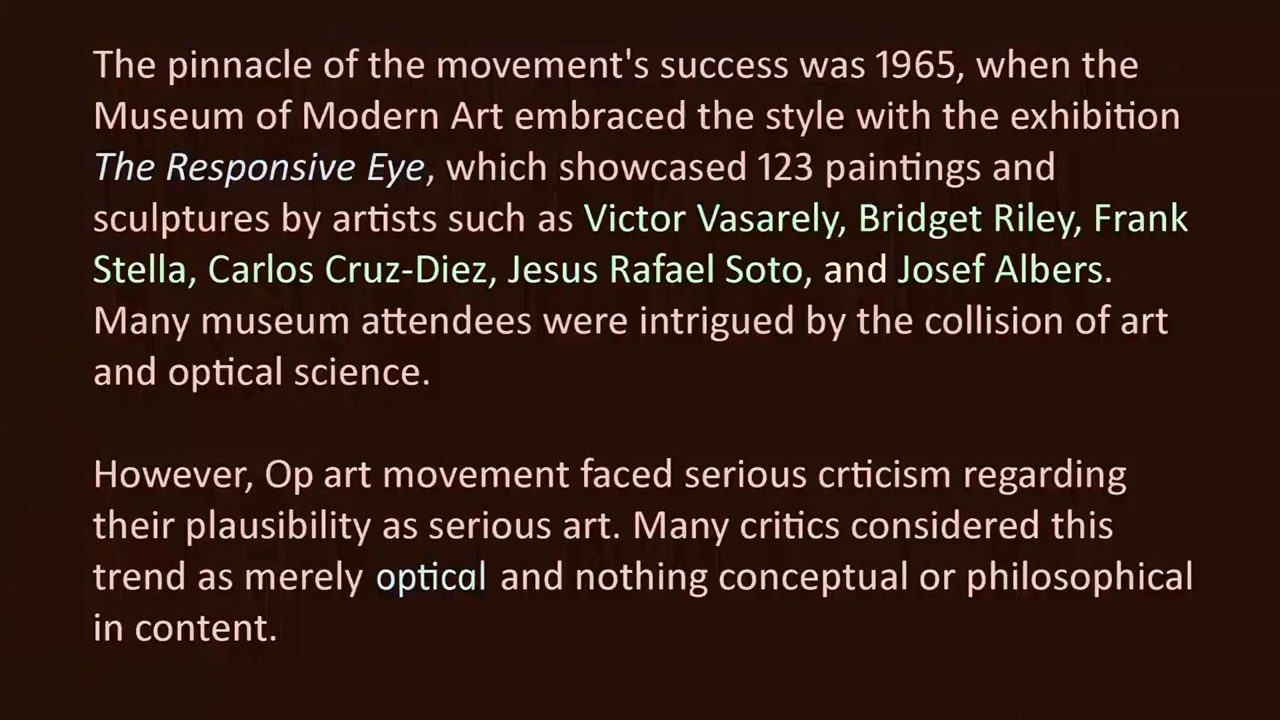 The pinnacle of the movement's success was 1965, when the
Museum of Modern Art embraced the style with the exhibition
The Responsive Eye, which showcased 123 paintings and
sculptures by artists such as Victor Vasarely, Bridget Riley, Frank
Stella, Carlos Cruz-Diez, Jesus Rafael Soto, and Josef Albers.
Many museum attendees were intrigued by the collision of art
and optical science.
However, Op art movement faced serious crticism regarding
their plausibility as serious art. Many critics considered this
trend as merely optical and nothing conceptual or philosophical
in content.